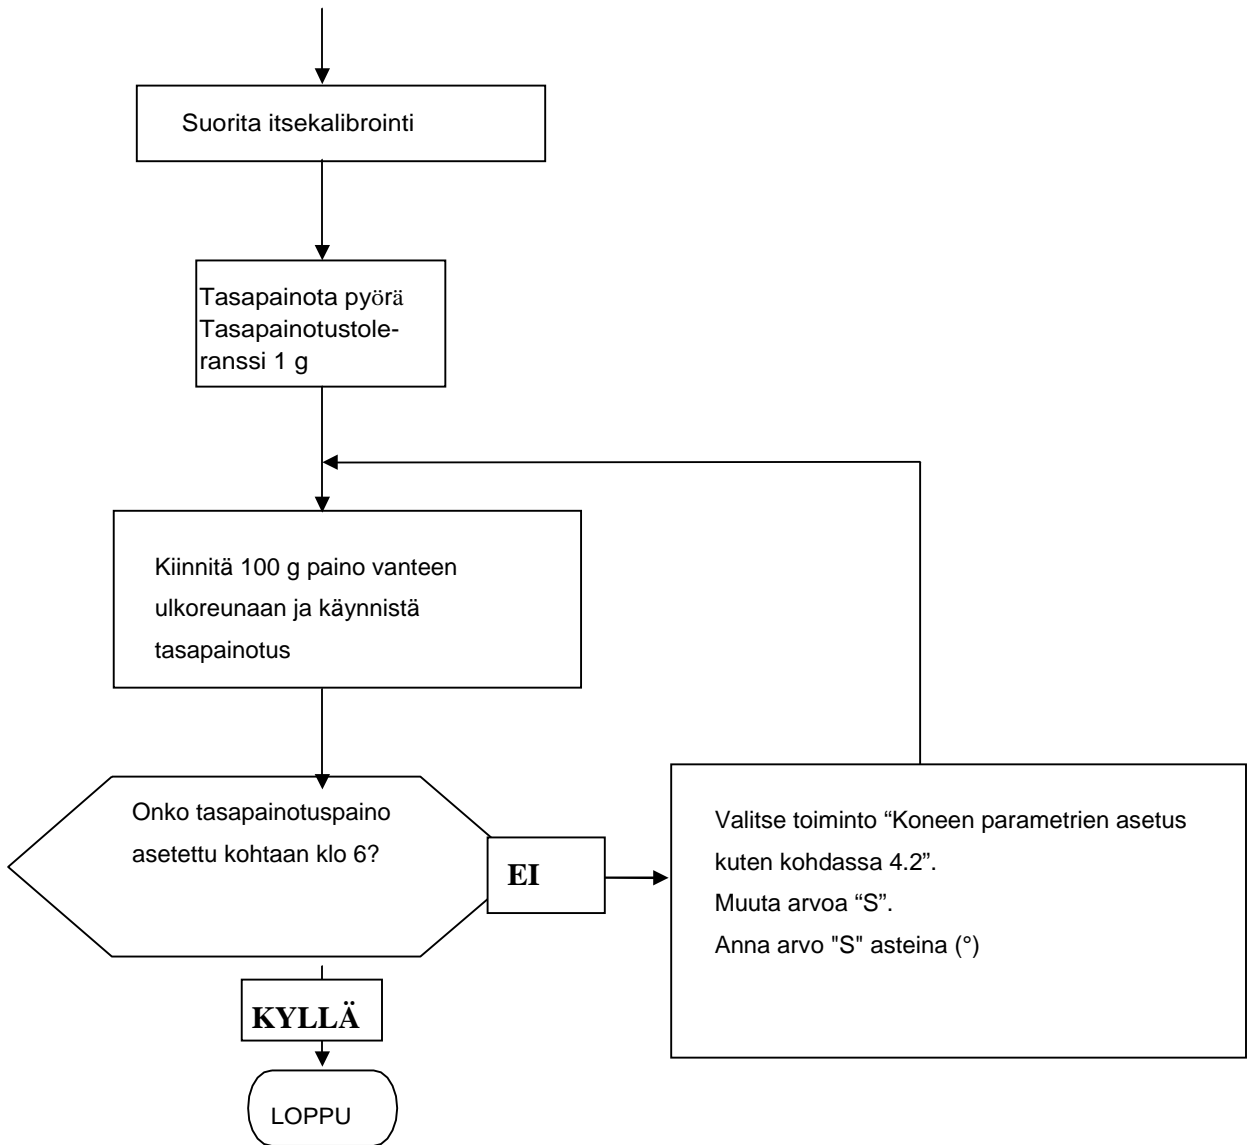 Suorita itsekalibrointi
Tasapainota pyörä
Tasapainotustole-
ranssi 1 g
Kiinnitä 100 g paino vanteen
ulkoreunaan ja käynnistä
tasapainotus
Onko tasapainotuspaino
asetettu kohtaan klo 6?
EI
Valitse toiminto “Koneen parametrien asetus
kuten kohdassa 4.2”.
Muuta arvoa “S”.
Anna arvo "S" asteina (°)
KYLLÄ
LOPPU